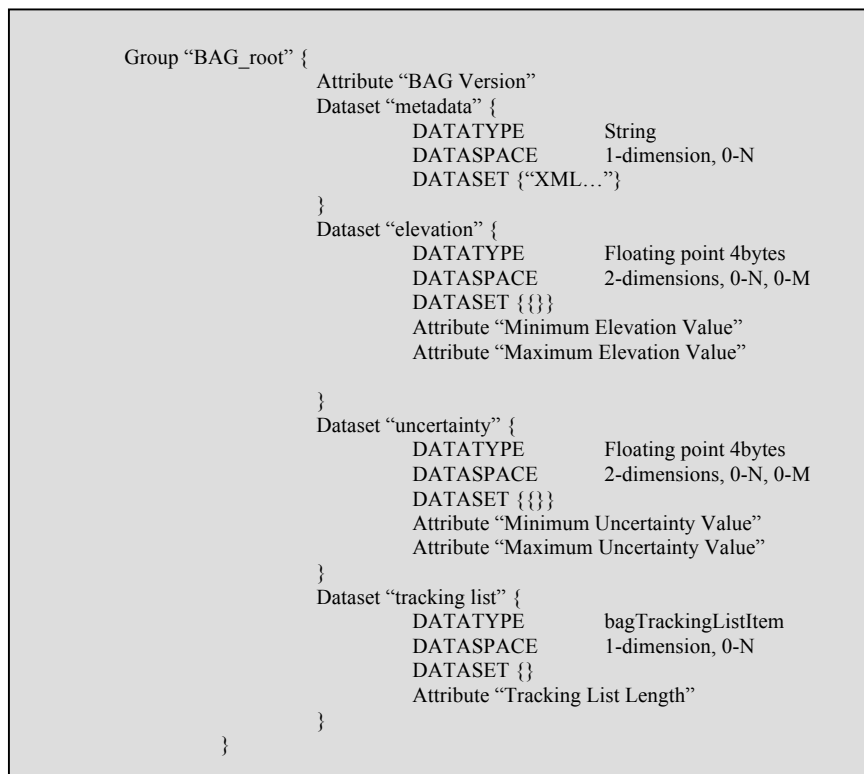 Group “BAG_root” {
Attribute “BAG Version”
Dataset “metadata” {
DATATYPE String
DATASPACE 1-dimension, 0-N
DATASET {“XML…”}
}
Dataset “elevation” {
DATATYPE Floating point 4bytes
DATASPACE 2-dimensions, 0-N, 0-M
DATASET {{}}
Attribute “Minimum Elevation Value”
Attribute “Maximum Elevation Value”
}
Dataset “uncertainty” {
DATATYPE Floating point 4bytes
DATASPACE 2-dimensions, 0-N, 0-M
DATASET {{}}
Attribute “Minimum Uncertainty Value”
Attribute “Maximum Uncertainty Value”
}
Dataset “tracking list” {
DATATYPE bagTrackingListItem
DATASPACE 1-dimension, 0-N
DATASET {}
Attribute “Tracking List Length”
}
}